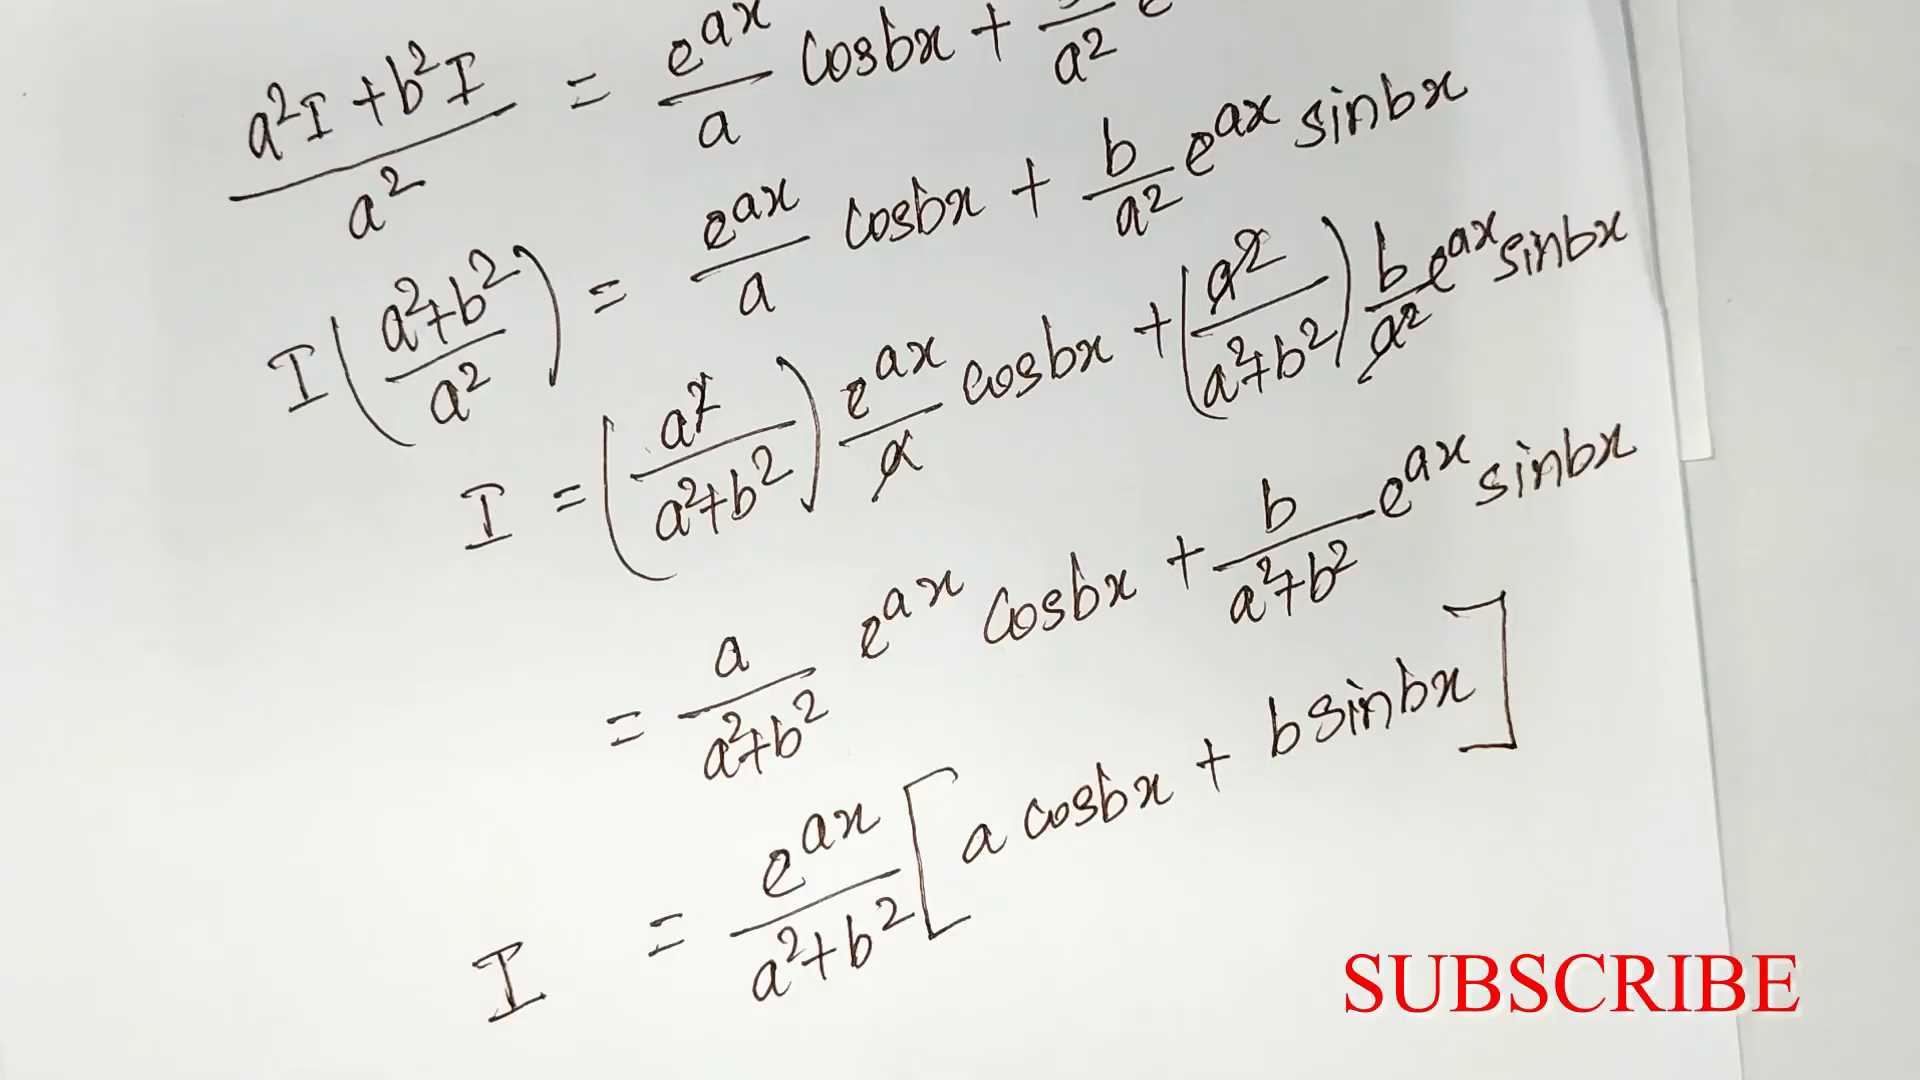 (a²I + b²I)/a² = e^(ax)/a cosbx + /a² e
I((a²+b²)/a²) = e^(ax)/a cosbx + b/a² e^(ax) sinbx
I = (a²/(a²+b²)) e^(ax)/a cosbx + (a²/(a²+b²)) b/a² e^(ax) sinbx
= a/(a²+b²) e^(ax) cosbx + b/(a²+b²) e^(ax) sinbx
I = e^(ax)/(a²+b²) [a cosbx + b sinbx]
SUBSCRIBE